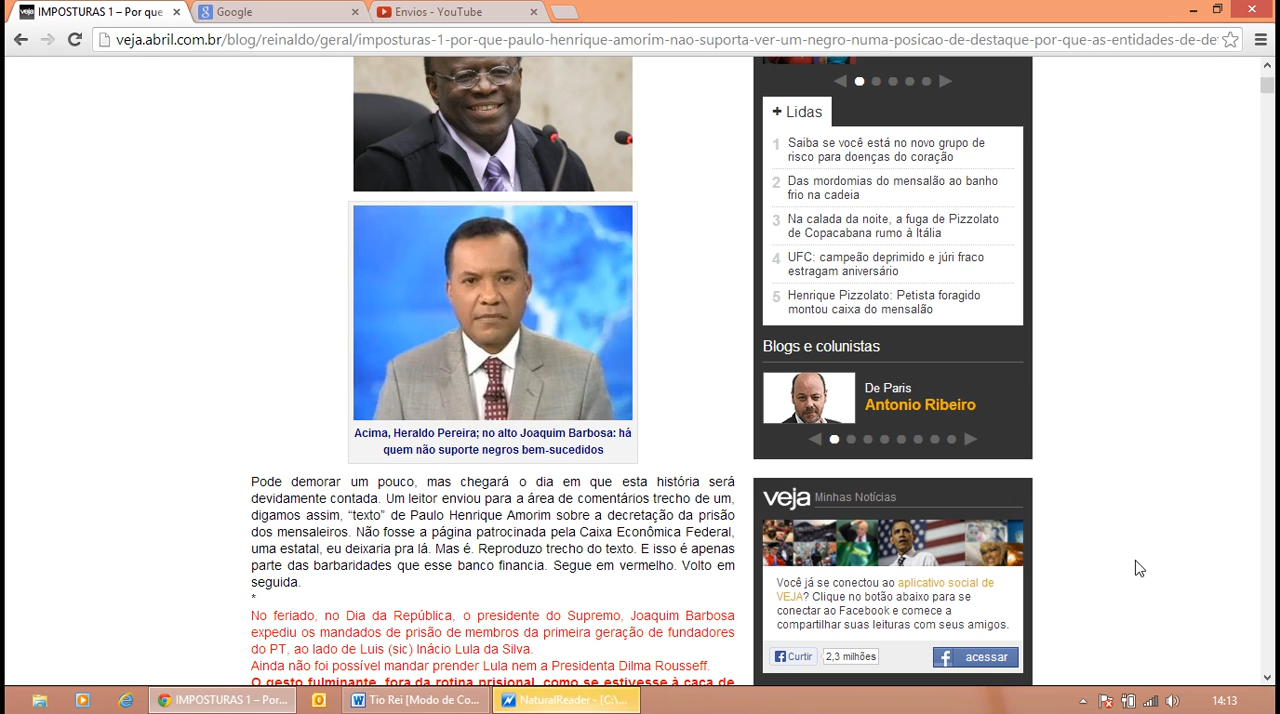 IMPOSTURAS 1 – Por que
Google
Envios - YouTube
veja.abril.com.br/blog/reinaldo/geral/imposturas-1-por-que-paulo-henrique-amorim-nao-suporta-ver-um-negro-numa-posicao-de-destaque-por-que-as-entidades-de-de
Acima, Heraldo Pereira; no alto Joaquim Barbosa: há
quem não suporte negros bem-sucedidos
Pode demorar um pouco, mas chegará o dia em que esta história será
devidamente contada. Um leitor enviou para a área de comentários trecho de um,
digamos assim, “texto” de Paulo Henrique Amorim sobre a decretação da prisão
dos mensaleiros. Não fosse a página patrocinada pela Caixa Econômica Federal,
uma estatal, eu deixaria pra lá. Mas é. Reproduzo trecho do texto. E isso é apenas
parte das barbaridades que esse banco financia. Segue em vermelho. Volto em
seguida.
*
No feriado, no Dia da República, o presidente do Supremo, Joaquim Barbosa
expediu os mandados de prisão de membros da primeira geração de fundadores
do PT, ao lado de Luis (sic) Inácio Lula da Silva.
Ainda não foi possível mandar prender Lula nem a Presidenta Dilma Rousseff.
O gesto fulminante, fora da rotina prisional, como se estivesse à caça de
+ Lidas
1 Saiba se você está no novo grupo de
risco para doenças do coração
2 Das mordomias do mensalão ao banho
frio na cadeia
3 Na calada da noite, a fuga de Pizzolato
de Copacabana rumo à Itália
4 UFC: campeão deprimido e júri fraco
estragam aniversário
5 Henrique Pizzolato: Petista foragido
montou caixa do mensalão
Blogs e colunistas
De Paris
Antonio Ribeiro
veja Minhas Notícias
Você já se conectou ao aplicativo social de
VEJA? Clique no botão abaixo para se
conectar ao Facebook e comece a
compartilhar suas leituras com seus amigos.
Curtir 2,3 milhões acessar
IMPOSTURAS 1 – Por...
Tio Rei [Modo de Co...
NaturalReader - [C:\...
14:13